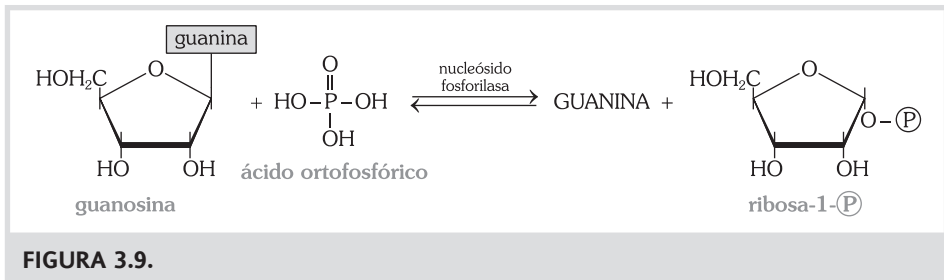 guanina
HOH₂C
O
HO
OH
guanosina
+
O
HO–P–OH
OH
ácido ortofosfórico
nucleósido
fosforilasa
GUANINA +
HOH₂C
O
O–P
HO
OH
ribosa-1-P
FIGURA 3.9.